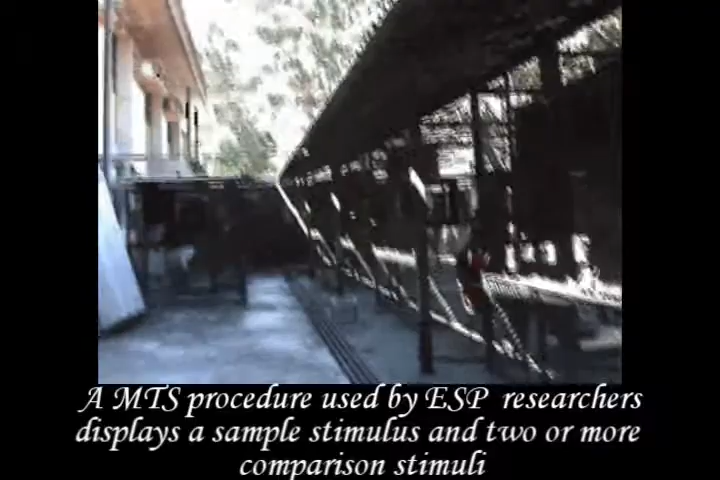 A MTS procedure used by ESP researchers
displays a sample stimulus and two or more
comparison stimuli